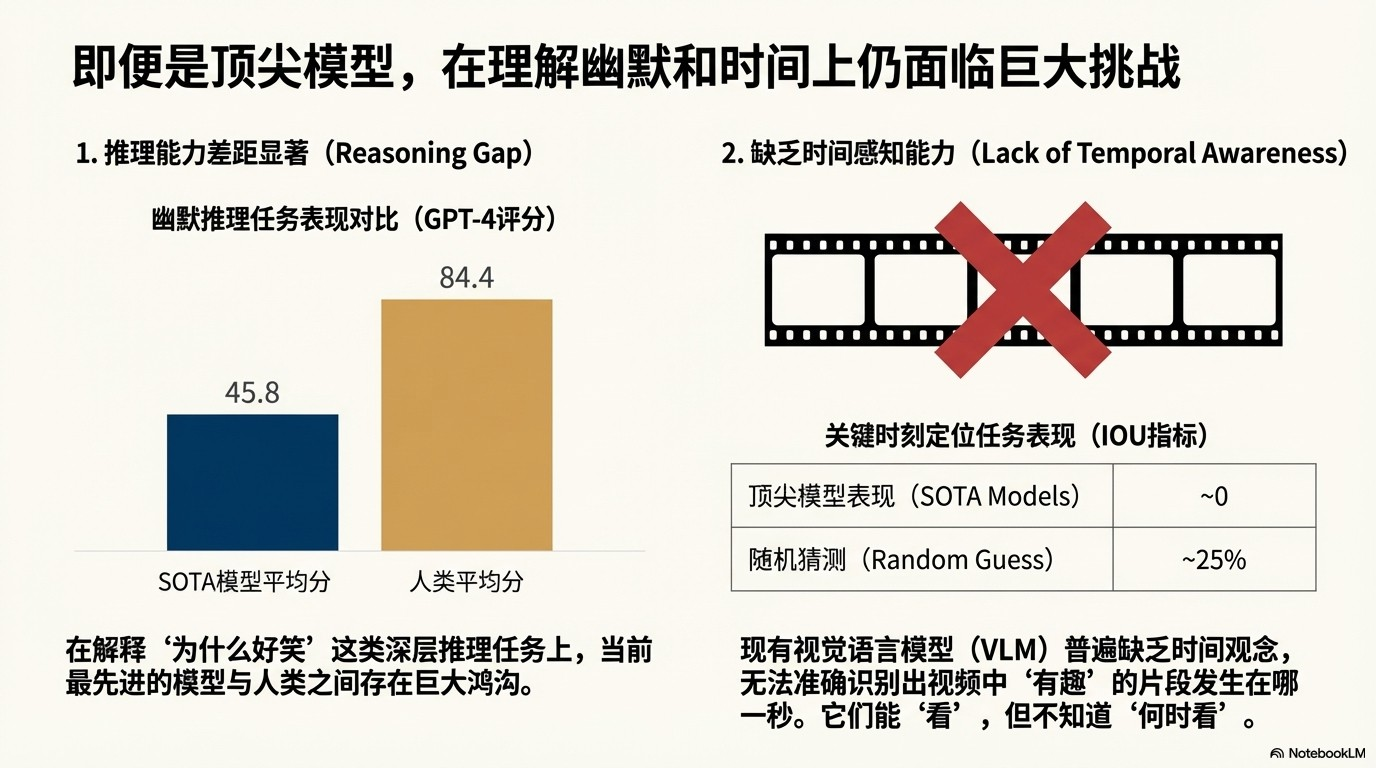 即便是顶尖模型，在理解幽默和时间上仍面临巨大挑战
1. 推理能力差距显著（Reasoning Gap）
幽默推理任务表现对比（GPT-4评分）
84.4
45.8
SOTA模型平均分
人类平均分
在解释‘为什么好笑’这类深层推理任务上，当前
最先进的模型与人类之间存在巨大鸿沟。
2. 缺乏时间感知能力（Lack of Temporal Awareness）
关键时刻定位任务表现（IOU指标）
顶尖模型表现（SOTA Models） ~0
随机猜测（Random Guess） ~25%
现有视觉语言模型（VLM）普遍缺乏时间观念，
无法准确识别出视频中‘有趣’的片段发生在哪
一秒。它们能‘看’，但不知道‘何时看’。
NotebookLM